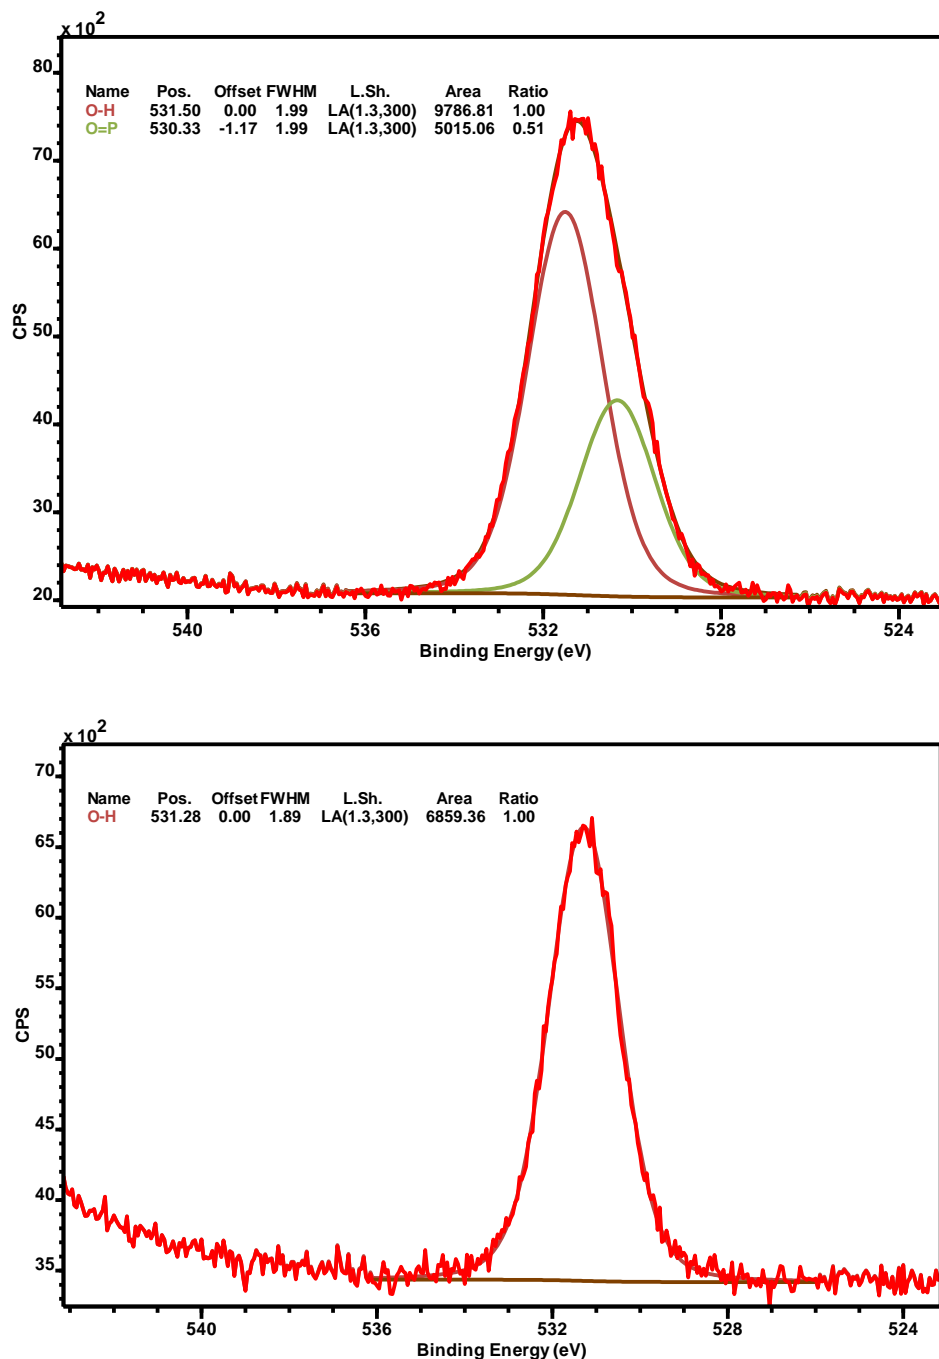 x 10²
80
70
60
50
40
30
20
CPS
Name Pos. Offset FWHM L.Sh. Area Ratio
O-H 531.50 0.00 1.99 LA(1.3,300) 9786.81 1.00
O=P 530.33 -1.17 1.99 LA(1.3,300) 5015.06 0.51
540 536 532 528 524
Binding Energy (eV)
x 10²
70
65
60
55
50
45
40
35
CPS
Name Pos. Offset FWHM L.Sh. Area Ratio
O-H 531.28 0.00 1.89 LA(1.3,300) 6859.36 1.00
540 536 532 528 524
Binding Energy (eV)